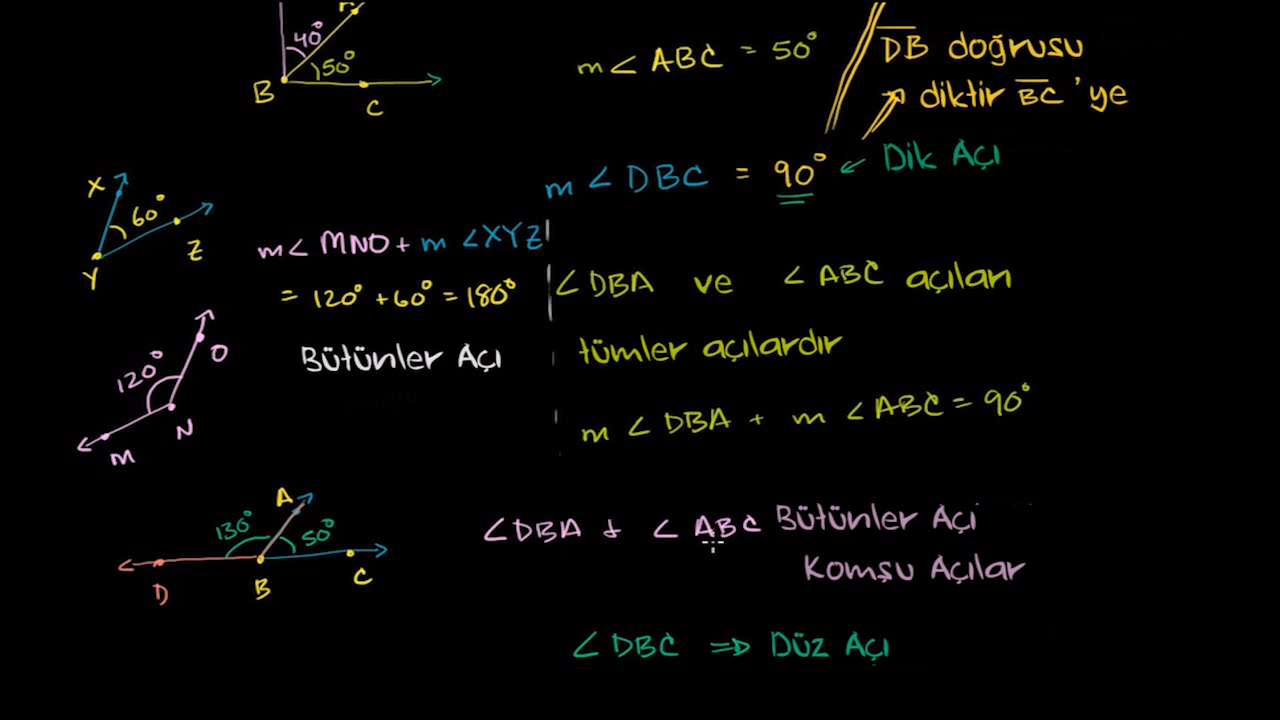 40°
50°
B
C
m∠ABC = 50°
DB doğrusu
diktir BC 'ye
m∠DBC = 90° ← Dik Açı
X
60°
Y
Z
m∠MNO + m∠XYZ
= 120° + 60° = 180°
Bütünler Açı
∠DBA ve ∠ABC açıları
tümler açılardır
m∠DBA + m∠ABC = 90°
120°
O
N
M
A
130°
50°
D
B
C
∠DBA + ∠ABC Bütünler Açı
Komşu Açılar
∠DBC ⇒ Düz Açı